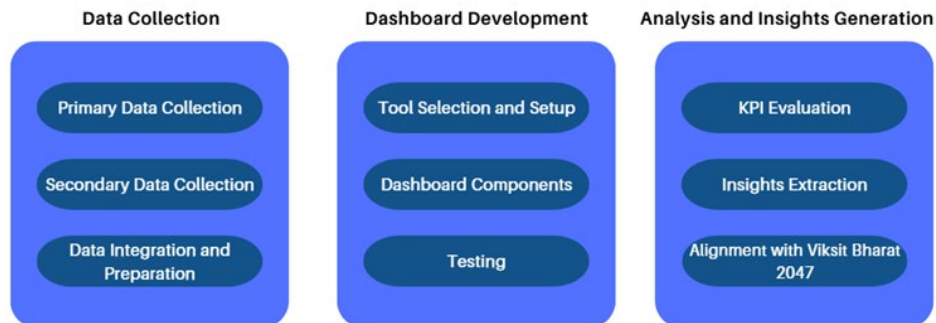 Data Collection
Primary Data Collection
Secondary Data Collection
Data Integration and
Preparation
Dashboard Development
Tool Selection and Setup
Dashboard Components
Testing
Analysis and Insights Generation
KPI Evaluation
Insights Extraction
Alignment with Viksit Bharat
2047